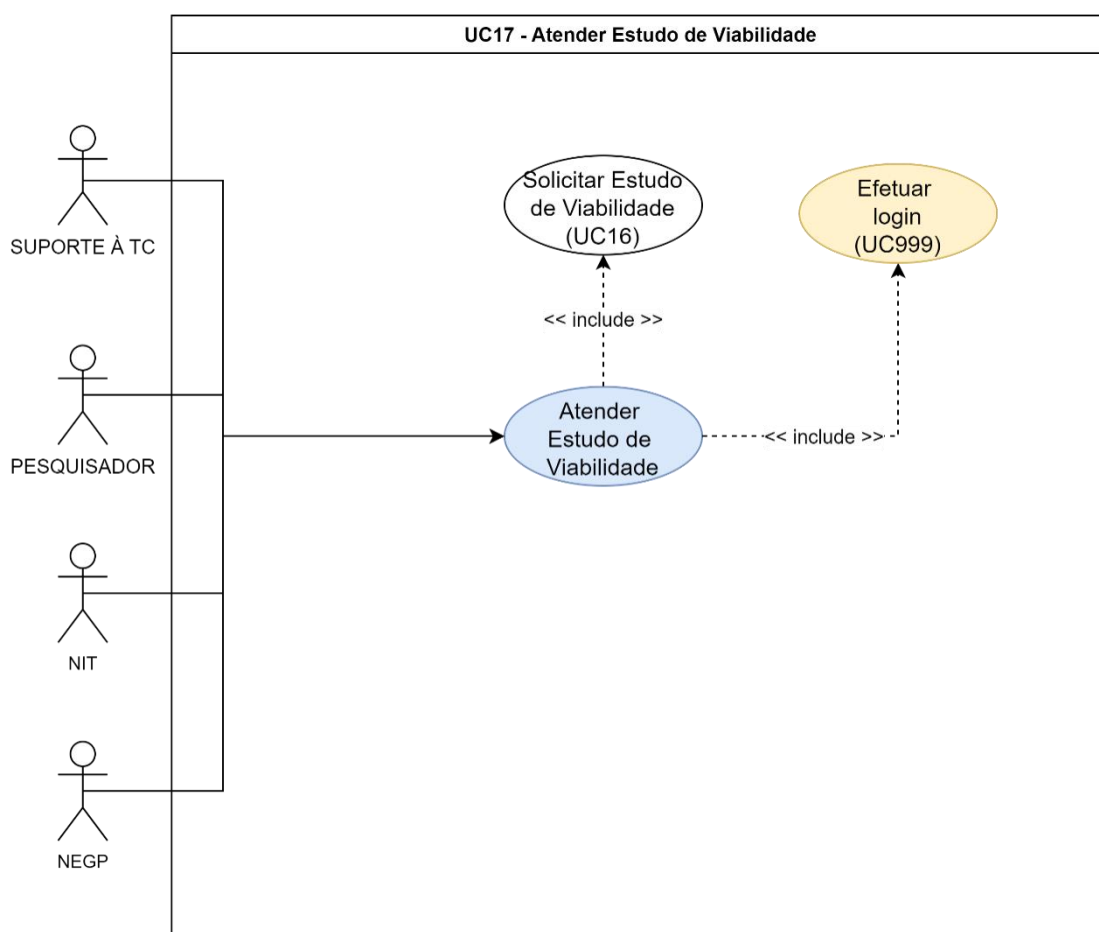 UC17 - Atender Estudo de Viabilidade
SUPORTE À TC
PESQUISADOR
NIT
NEGP
Solicitar Estudo
de Viabilidade
(UC16)
Efetuar
login
(UC999)
<< include >>
Atender
Estudo de
Viabilidade
<< include >>